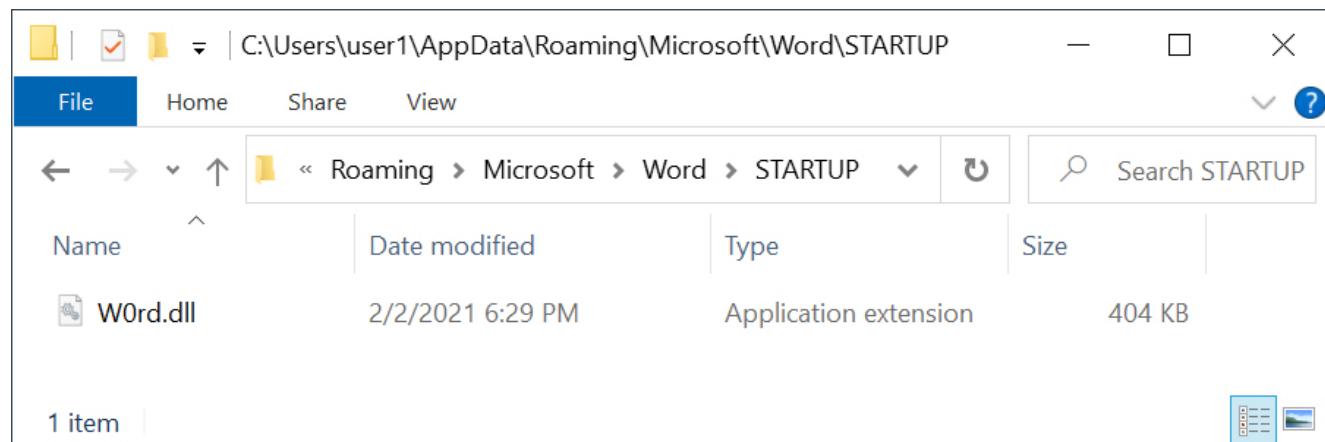 C:\Users\user1\AppData\Roaming\Microsoft\Word\STARTUP
File Home Share View ?
« Roaming > Microsoft > Word > STARTUP Search STARTUP
Name Date modified Type Size
W0rd.dll 2/2/2021 6:29 PM Application extension 404 KB
1 item